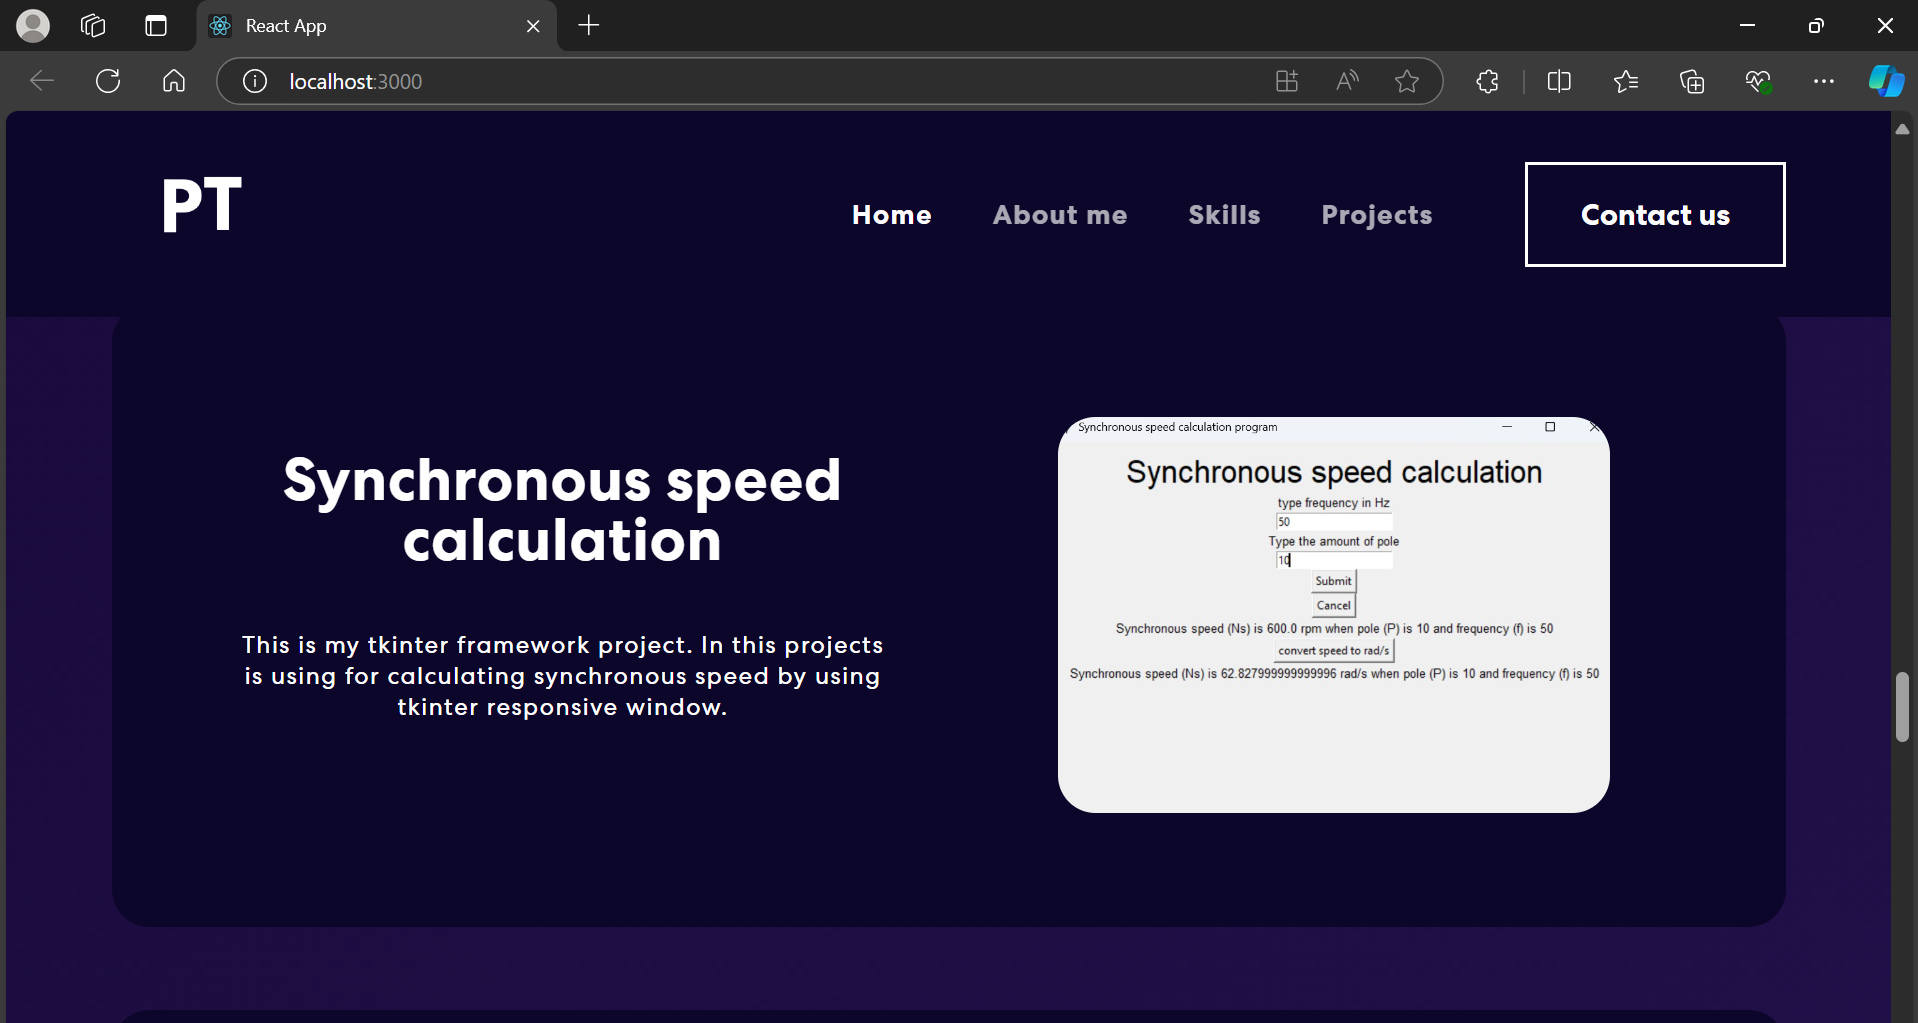 React App
localhost:3000
PT
Home About me Skills Projects Contact us
Synchronous speed
calculation
This is my tkinter framework project. In this projects
is using for calculating synchronous speed by using
tkinter responsive window.
Synchronous speed calculation program
Synchronous speed calculation
type frequency in Hz
50
Type the amount of pole
10
Submit
Cancel
Synchronous speed (Ns) is 600.0 rpm when pole (P) is 10 and frequency (f) is 50
convert speed to rad/s
Synchronous speed (Ns) is 62.827999999999996 rad/s when pole (P) is 10 and frequency (f) is 50